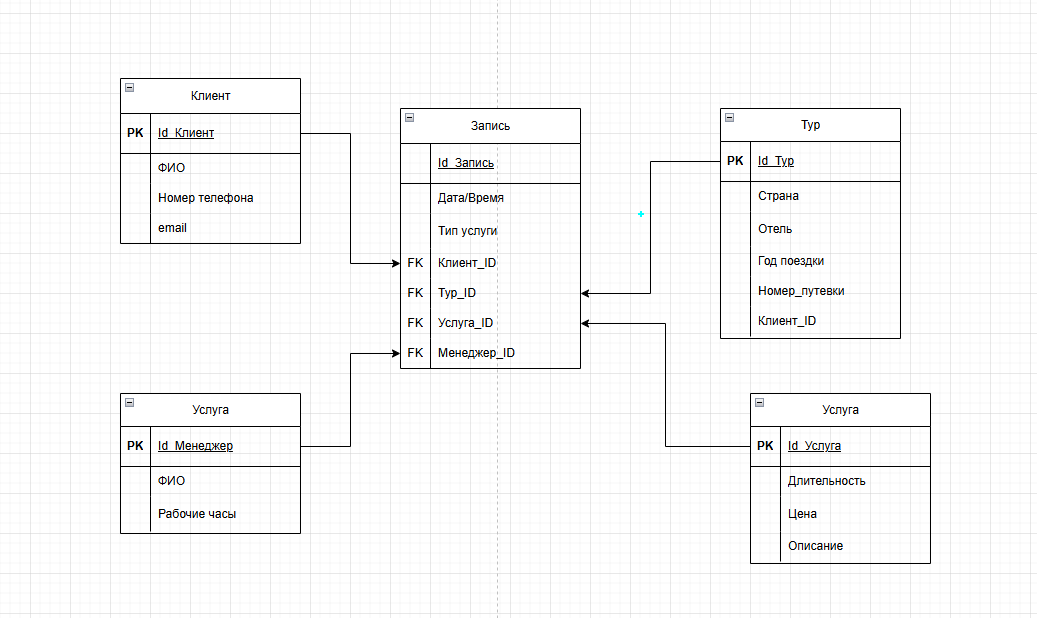 Клиент
PK Id_Клиент
ФИО
Номер телефона
email
Запись
Id_Запись
Дата/Время
Тип услуги
FK Клиент_ID
FK Тур_ID
FK Услуга_ID
FK Менеджер_ID
Тур
PK Id_Тур
Страна
Отель
Год поездки
Номер_путевки
Клиент_ID
Услуга
PK Id_Менеджер
ФИО
Рабочие часы
Услуга
PK Id_Услуга
Длительность
Цена
Описание